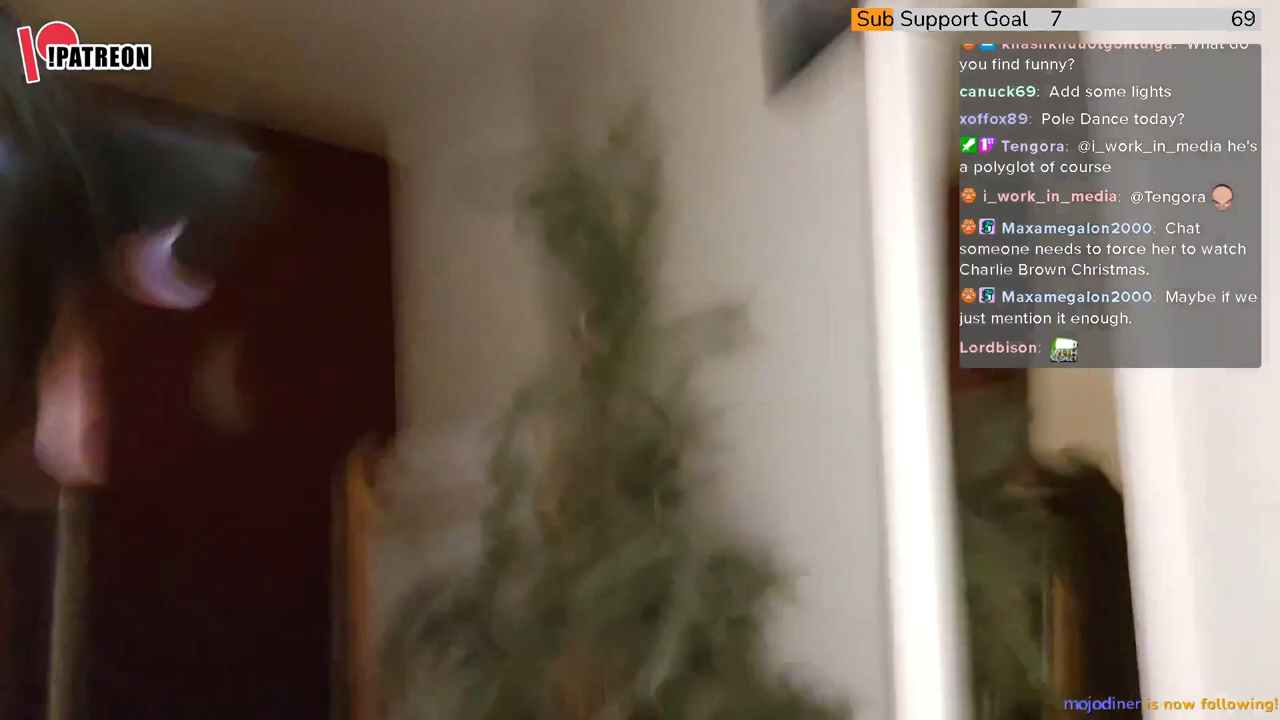 !PATREON
Sub Support Goal 7 69
What do
you find funny?
canuck69: Add some lights
xoffox89: Pole Dance today?
Tengora: @i_work_in_media he's
a polyglot of course
i_work_in_media: @Tengora
Maxamegalon2000: Chat
someone needs to force her to watch
Charlie Brown Christmas.
Maxamegalon2000: Maybe if we
just mention it enough.
Lordbison:
mojodiner is now following!